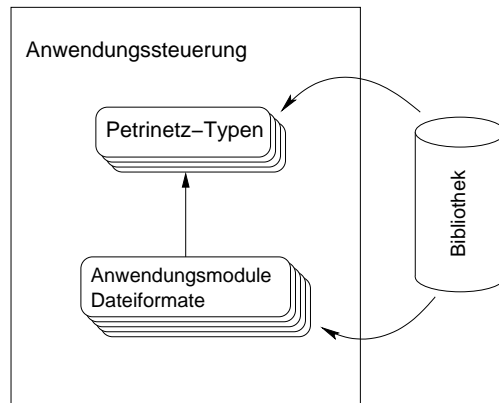 Anwendungssteuerung
Petrinetz–Typen
Bibliothek
Anwendungsmodule
Dateiformate